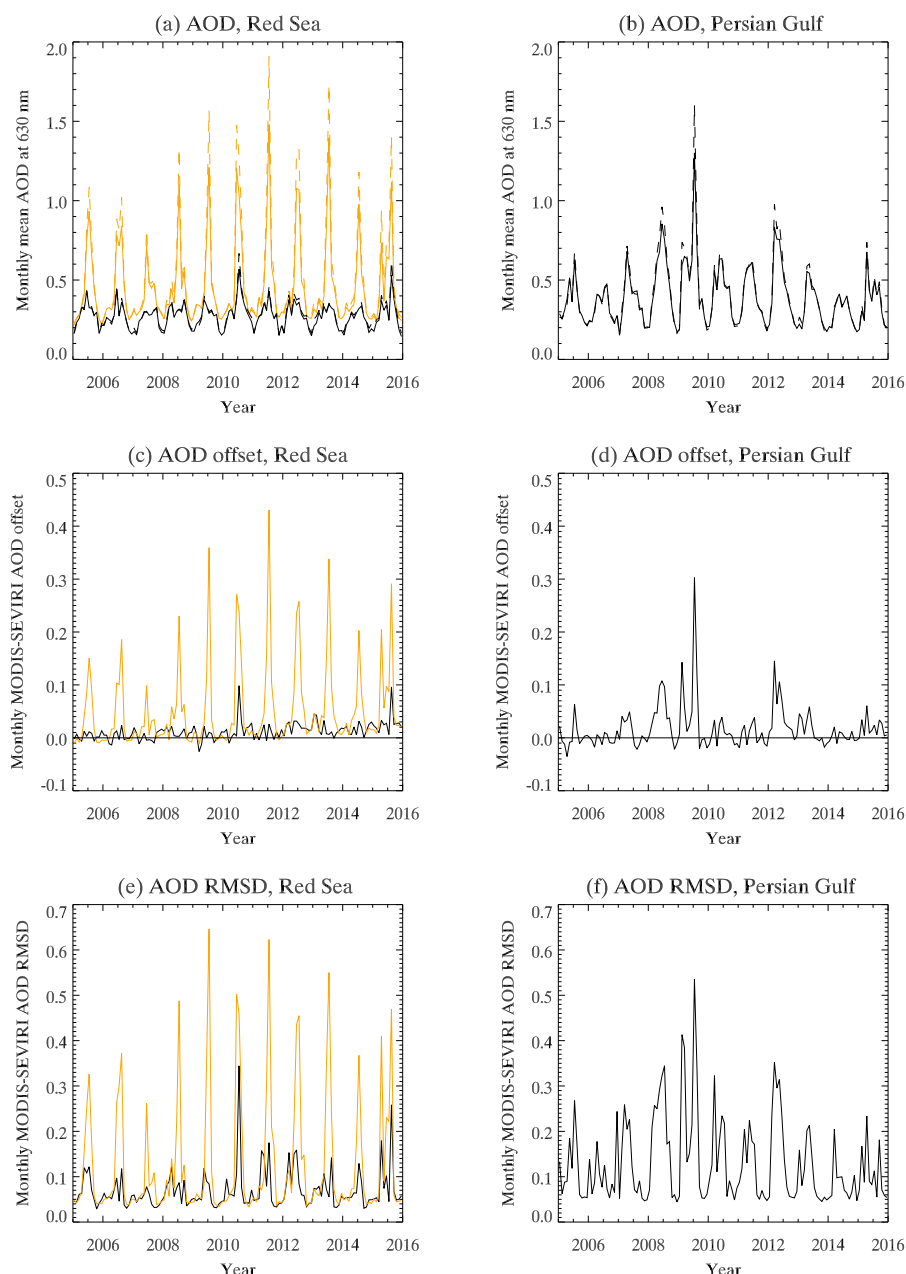 (a) AOD, Red Sea
Monthly mean AOD at 630 nm
2.0
1.5
1.0
0.5
0.0
2006 2008 2010 2012 2014 2016
Year
(b) AOD, Persian Gulf
Monthly mean AOD at 630 nm
2.0
1.5
1.0
0.5
0.0
2006 2008 2010 2012 2014 2016
Year
(c) AOD offset, Red Sea
Monthly MODIS-SEVIRI AOD offset
0.5
0.4
0.3
0.2
0.1
0.0
-0.1
2006 2008 2010 2012 2014 2016
Year
(d) AOD offset, Persian Gulf
Monthly MODIS-SEVIRI AOD offset
0.5
0.4
0.3
0.2
0.1
0.0
-0.1
2006 2008 2010 2012 2014 2016
Year
(e) AOD RMSD, Red Sea
Monthly MODIS-SEVIRI AOD RMSD
0.7
0.6
0.5
0.4
0.3
0.2
0.1
0.0
2006 2008 2010 2012 2014 2016
Year
(f) AOD RMSD, Persian Gulf
Monthly MODIS-SEVIRI AOD RMSD
0.7
0.6
0.5
0.4
0.3
0.2
0.1
0.0
2006 2008 2010 2012 2014 2016
Year